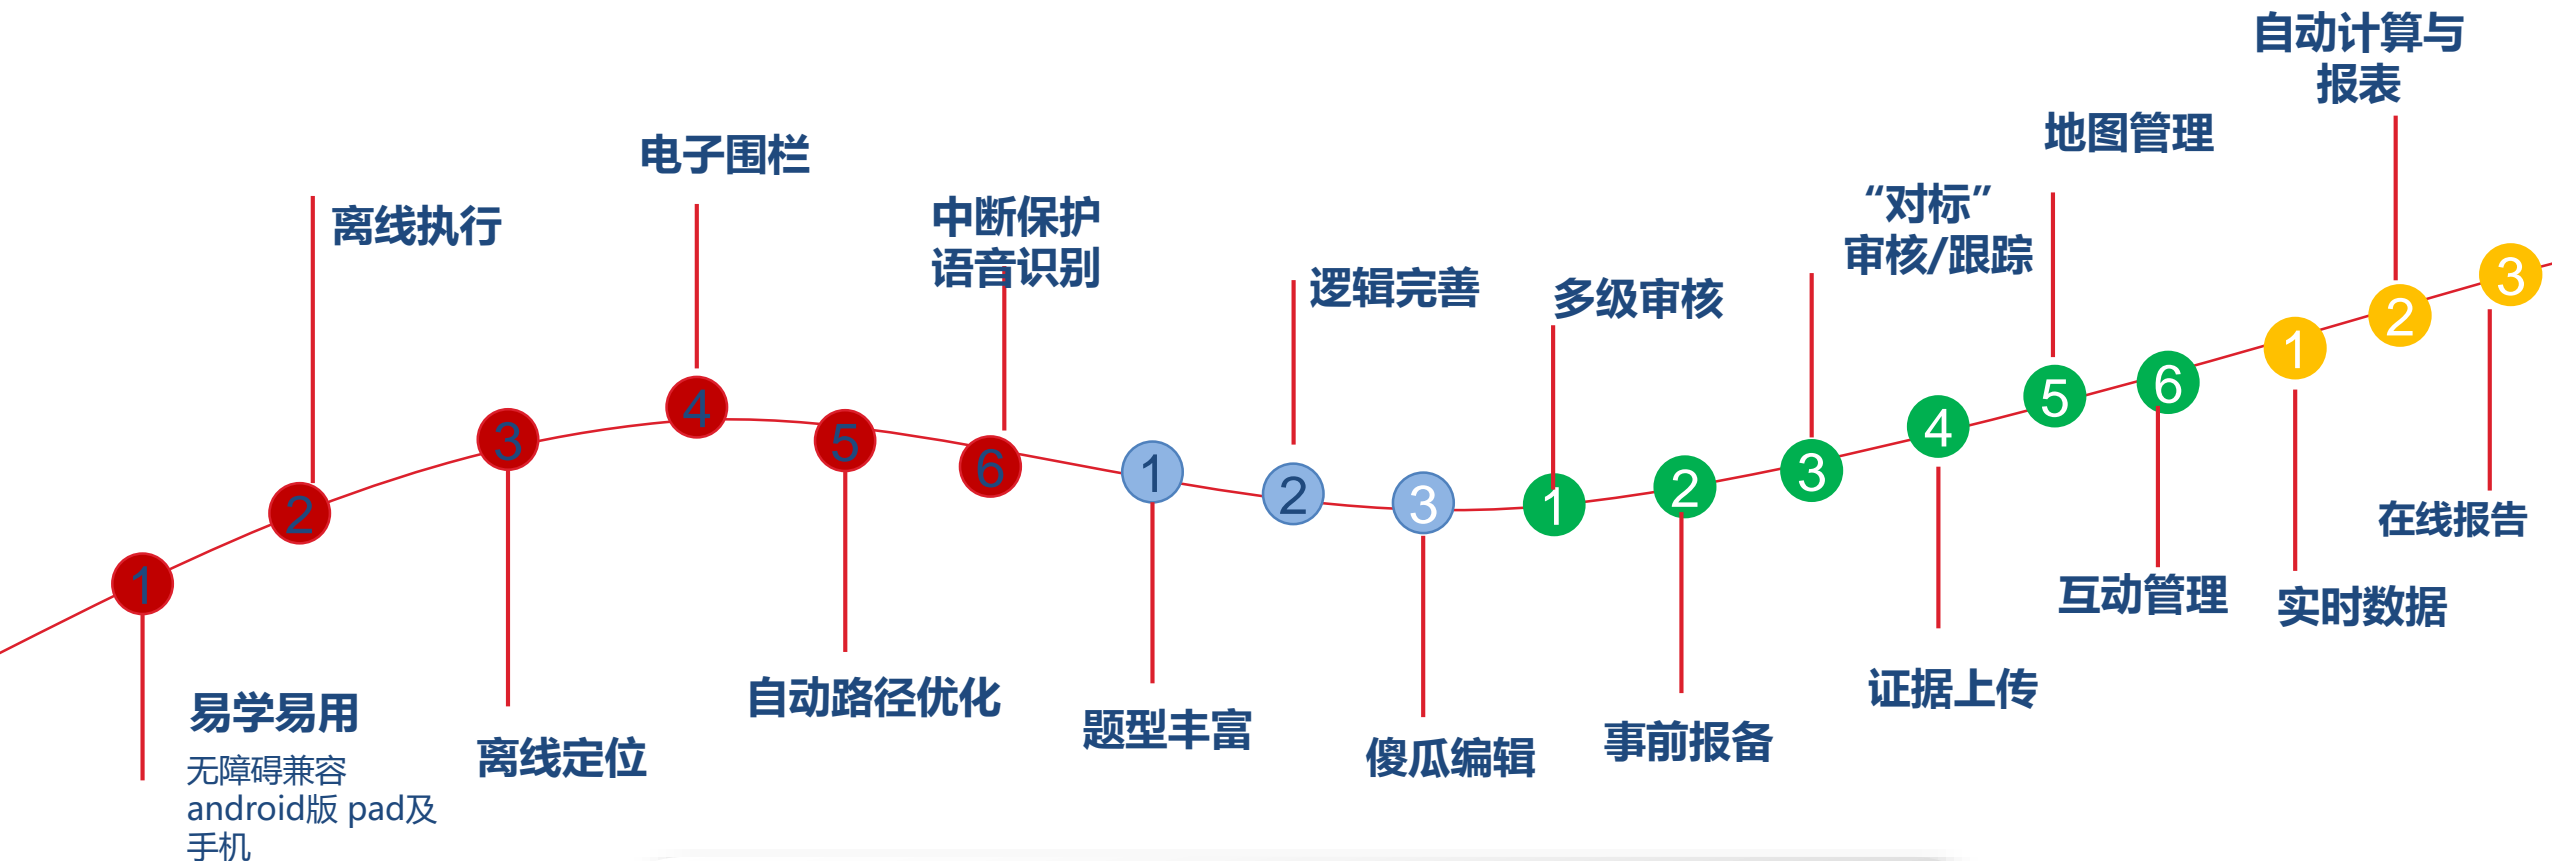 1
易学易用
无障碍兼容
android版 pad及
手机
2
离线执行
3
离线定位
4
电子围栏
5
自动路径优化
6
中断保护
语音识别
1
题型丰富
2
逻辑完善
3
傻瓜编辑
1
多级审核
2
事前报备
3
“对标”
审核/跟踪
4
证据上传
5
地图管理
6
互动管理
1
实时数据
2
自动计算与
报表
3
在线报告